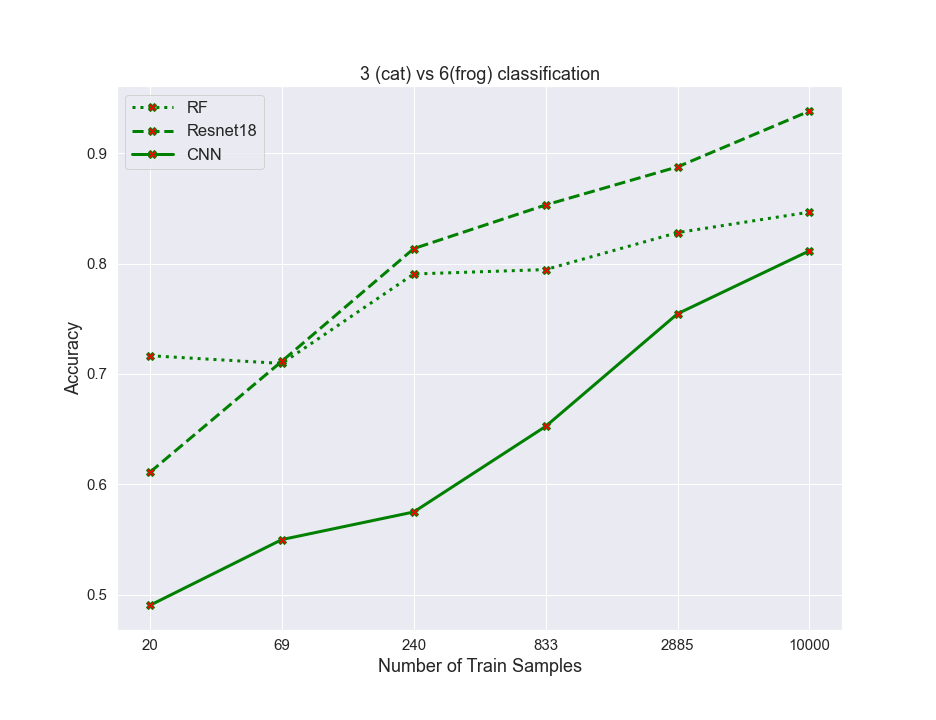 3 (cat) vs 6(frog) classification
RF
Resnet18
CNN
0.9
0.8
0.7
0.6
0.5
Accuracy
20 69 240 833 2885 10000
Number of Train Samples